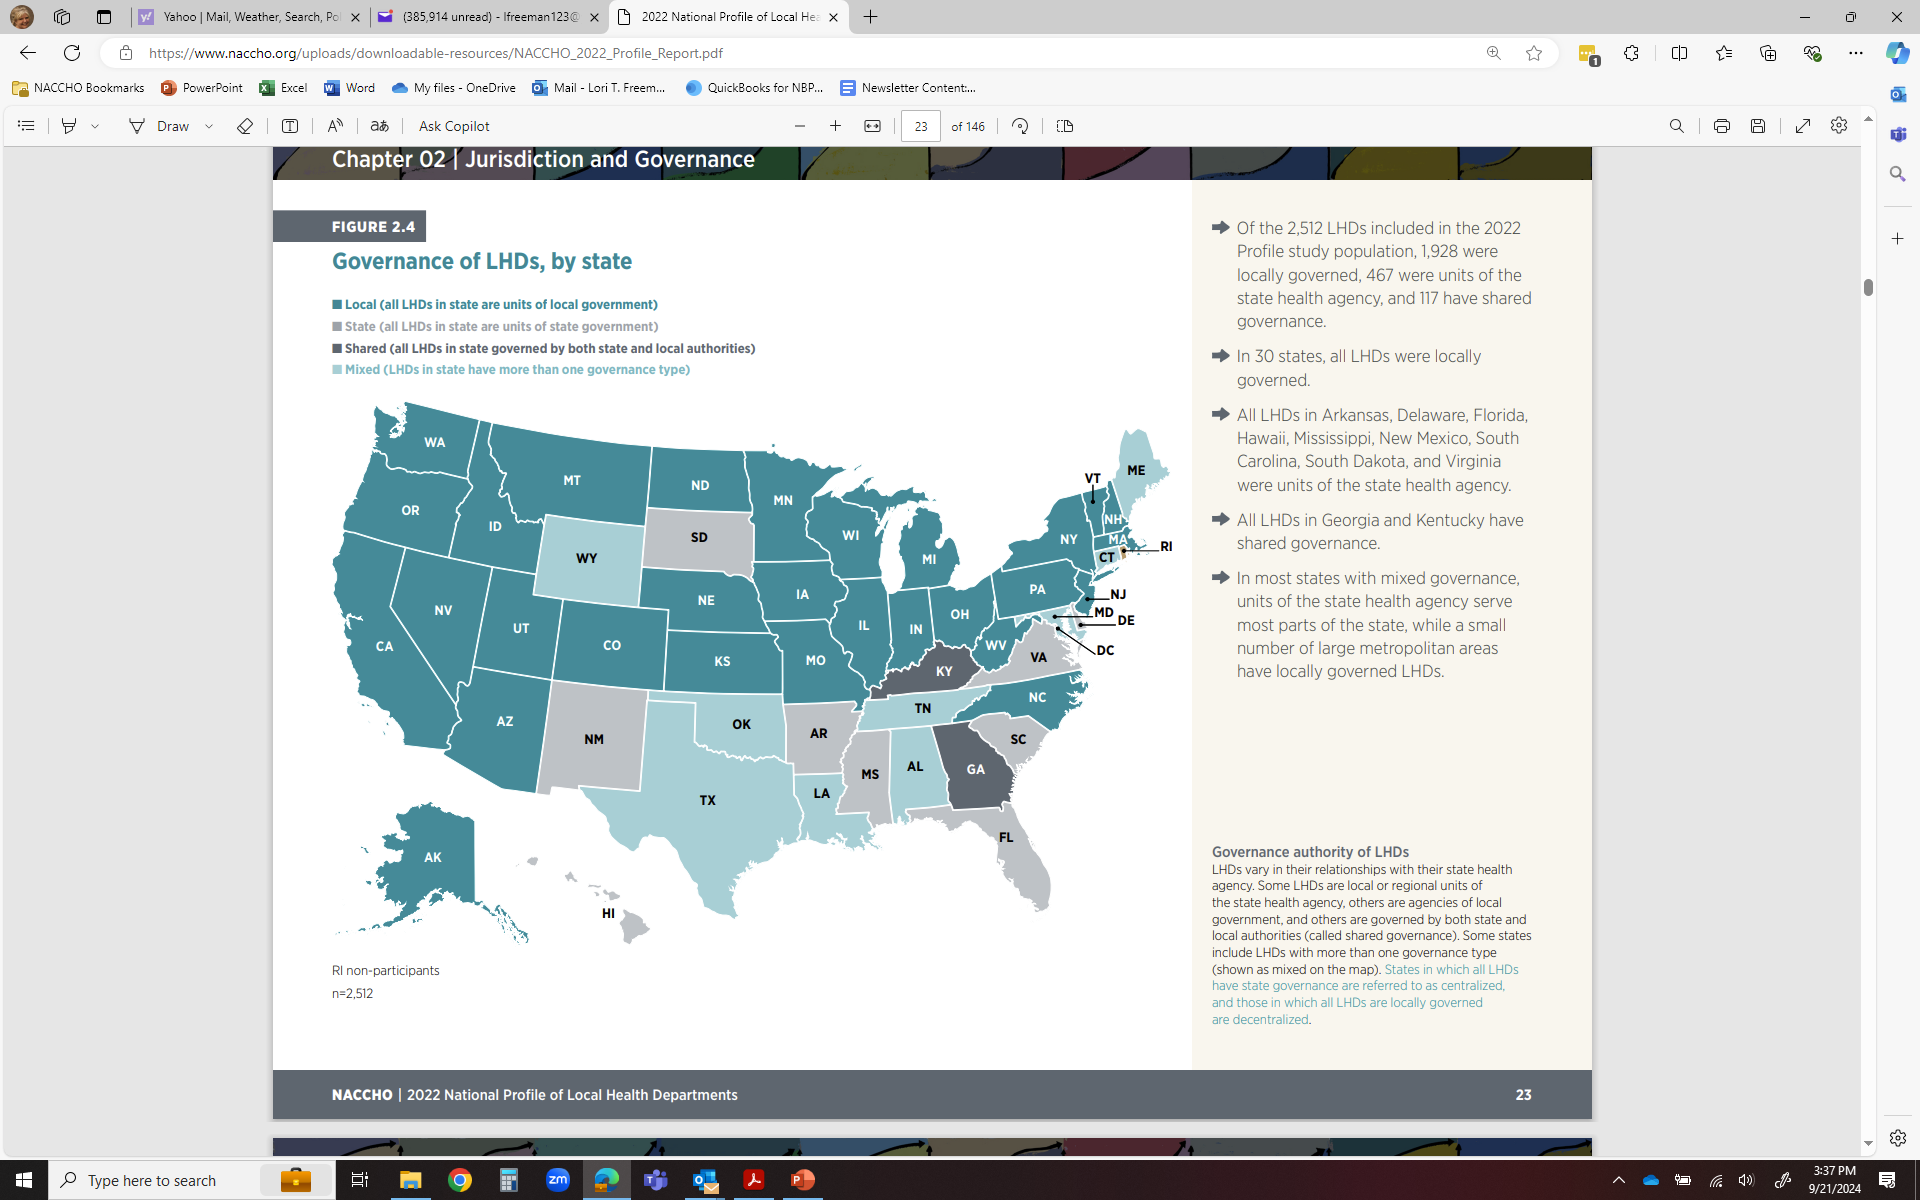 Yahoo | Mail, Weather, Search, Po
(385,914 unread) - lfreeman123@
2022 National Profile of Local Hea
https://www.naccho.org/uploads/downloadable-resources/NACCHO_2022_Profile_Report.pdf
1
NACCHO Bookmarks
PowerPoint
Excel
Word
My files - OneDrive
Mail - Lori T. Freem...
QuickBooks for NBP...
Newsletter Content:...
Draw
Ask Copilot
23
of 146
Chapter 02 | Jurisdiction and Governance
FIGURE 2.4
Governance of LHDs, by state
Local (all LHDs in state are units of local government)
State (all LHDs in state are units of state government)
Shared (all LHDs in state governed by both state and local authorities)
Mixed (LHDs in state have more than one governance type)
WA
MT
ND
MN
VT
ME
OR
ID
WY
SD
WI
MI
NY
NH
MA
RI
CT
NV
UT
CO
NE
IA
IL
IN
OH
PA
NJ
MD
DE
DC
CA
KS
MO
KY
WV
VA
AZ
NM
OK
AR
TN
NC
SC
TX
LA
MS
AL
GA
FL
AK
HI
RI non-participants
n=2,512
Of the 2,512 LHDs included in the 2022
Profile study population, 1,928 were
locally governed, 467 were units of the
state health agency, and 117 have shared
governance.
In 30 states, all LHDs were locally
governed.
All LHDs in Arkansas, Delaware, Florida,
Hawaii, Mississippi, New Mexico, South
Carolina, South Dakota, and Virginia
were units of the state health agency.
All LHDs in Georgia and Kentucky have
shared governance.
In most states with mixed governance,
units of the state health agency serve
most parts of the state, while a small
number of large metropolitan areas
have locally governed LHDs.
Governance authority of LHDs
LHDs vary in their relationships with their state health
agency. Some LHDs are local or regional units of
the state health agency, others are agencies of local
government, and others are governed by both state and
local authorities (called shared governance). Some states
include LHDs with more than one governance type
(shown as mixed on the map). States in which all LHDs
have state governance are referred to as centralized,
and those in which all LHDs are locally governed
are decentralized.
NACCHO | 2022 National Profile of Local Health Departments
23
Type here to search
zm
3:37 PM
9/21/2024